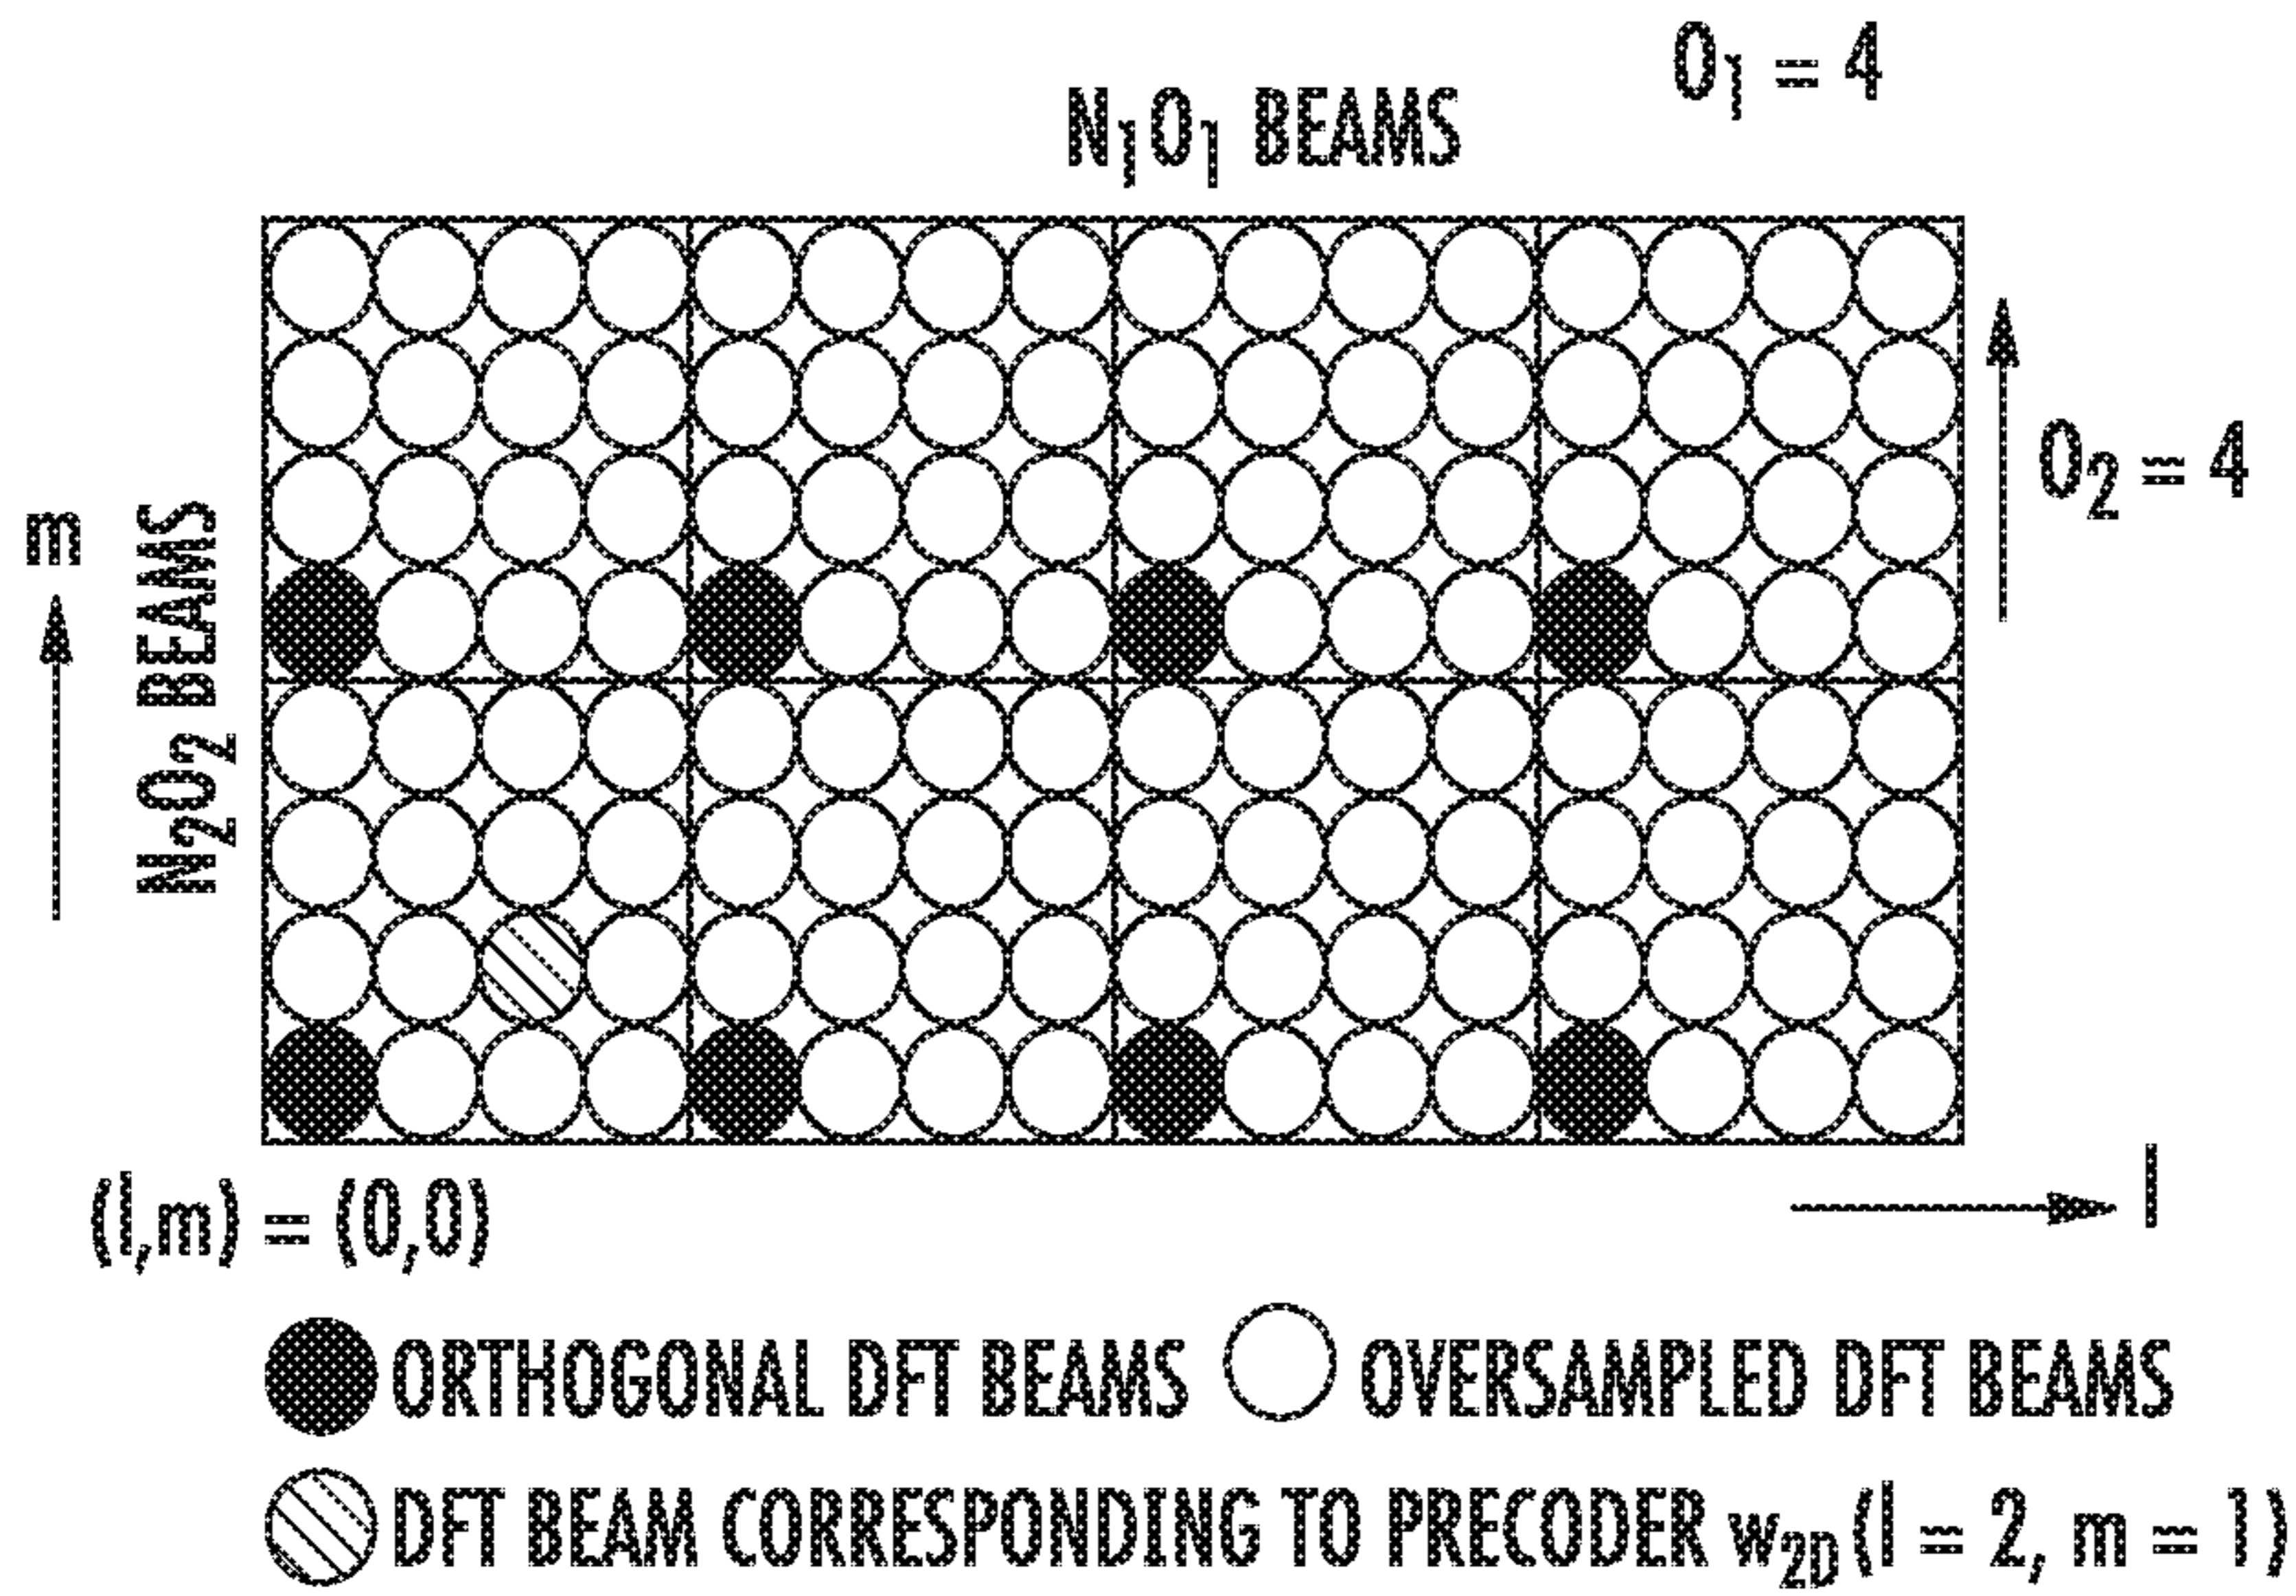 O1 = 4
N1O1 BEAMS
O2 = 4
m
N2O2 BEAMS
(l,m) = (0,0)
l
ORTHOGONAL DFT BEAMS
OVERSAMPLED DFT BEAMS
DFT BEAM CORRESPONDING TO PRECODER w2D(l = 2, m = 1)